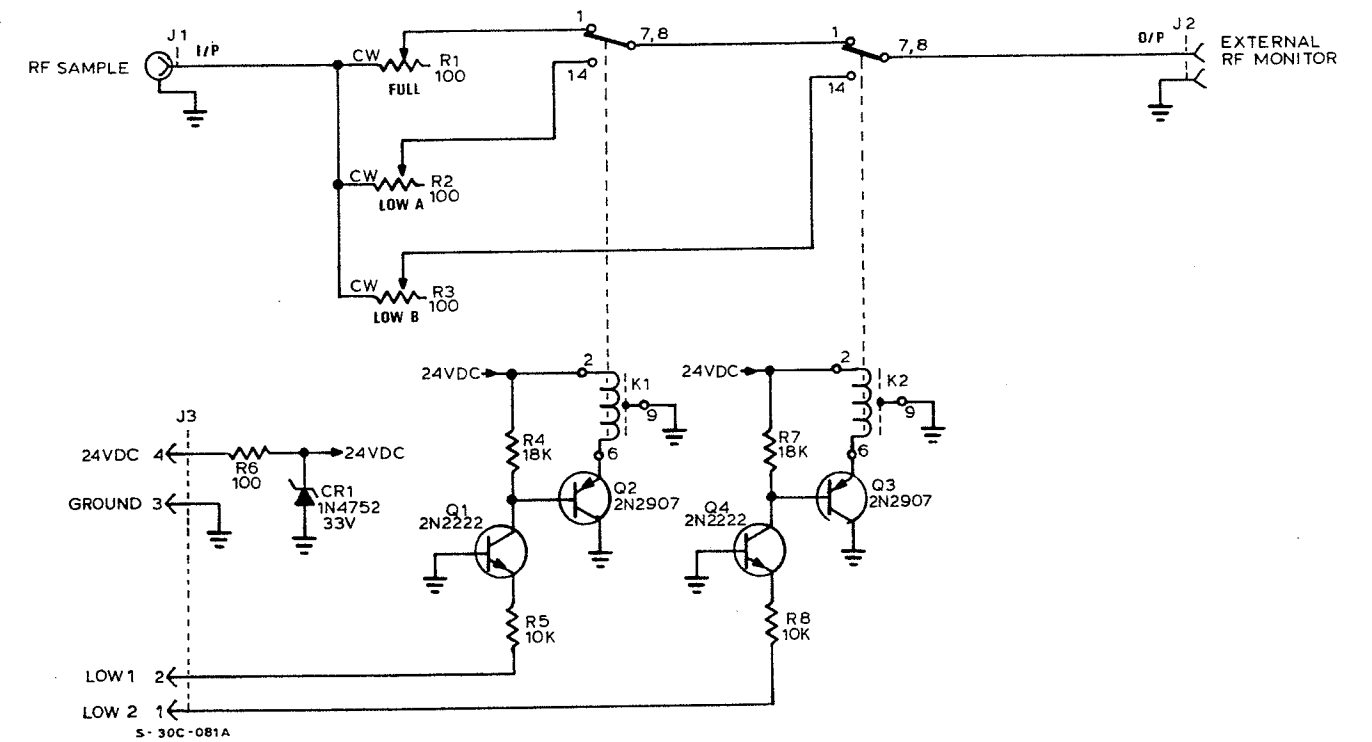 J1
I/P
RF SAMPLE
CW
R1
100
FULL
1
7,8
14
1
7,8
14
O/P
J2
EXTERNAL
RF MONITOR
CW
R2
100
LOW A
CW
R3
100
LOW B
24VDC
2
K1
9
6
R4
18K
Q1
2N2222
Q2
2N2907
R5
10K
24VDC
2
K2
9
6
R7
18K
Q4
2N2222
Q3
2N2907
R8
10K
J3
24VDC 4
R6
100
24VDC
CR1
1N4752
33V
GROUND 3
LOW 1 2
LOW 2 1
S-30C-081A